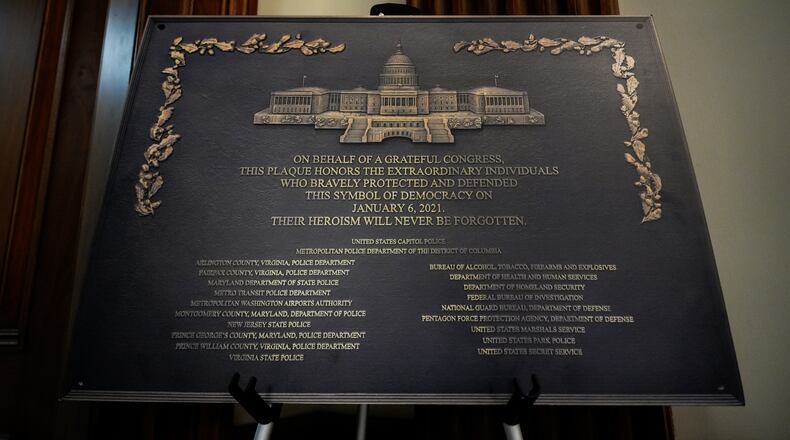 ON BEHALF OF A GRATEFUL CONGRESS,
THIS PLAQUE HONORS THE EXTRAORDINARY INDIVIDUALS
WHO BRAVELY PROTECTED AND DEFENDED
THIS SYMBOL OF DEMOCRACY ON
JANUARY 6, 2021.
THEIR HEROISM WILL NEVER BE FORGOTTEN.
UNITED STATES CAPITOL POLICE
METROPOLITAN POLICE DEPARTMENT OF THE DISTRICT OF COLUMBIA
ARLINGTON COUNTY, VIRGINIA, POLICE DEPARTMENT
FAIRFAX COUNTY, VIRGINIA, POLICE DEPARTMENT
MARYLAND DEPARTMENT OF STATE POLICE
METRO TRANSIT POLICE DEPARTMENT
METROPOLITAN WASHINGTON AIRPORTS AUTHORITY
MONTGOMERY COUNTY, MARYLAND, DEPARTMENT OF POLICE
NEW JERSEY STATE POLICE
PRINCE GEORGE'S COUNTY, MARYLAND, POLICE DEPARTMENT
PRINCE WILLIAM COUNTY, VIRGINIA, POLICE DEPARTMENT
VIRGINIA STATE POLICE
BUREAU OF ALCOHOL, TOBACCO, FIREARMS AND EXPLOSIVES
DEPARTMENT OF HEALTH AND HUMAN SERVICES
DEPARTMENT OF HOMELAND SECURITY
FEDERAL BUREAU OF INVESTIGATION
NATIONAL GUARD BUREAU, DEPARTMENT OF DEFENSE
PENTAGON FORCE PROTECTION AGENCY, DEPARTMENT OF DEFENSE
UNITED STATES MARSHALS SERVICE
UNITED STATES PARK POLICE
UNITED STATES SECRET SERVICE